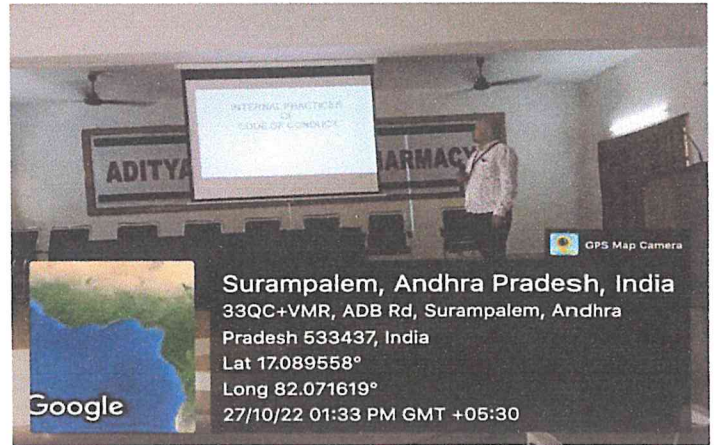 INTERNAL PRACTICES
OF
CODE OF CONDUCT
ADITYA
PHARMACY
GPS Map Camera
Surampalem, Andhra Pradesh, India
33QC+VMR, ADB Rd, Surampalem, Andhra
Pradesh 533437, India
Lat 17.089558°
Long 82.071619°
27/10/22 01:33 PM GMT +05:30
Google